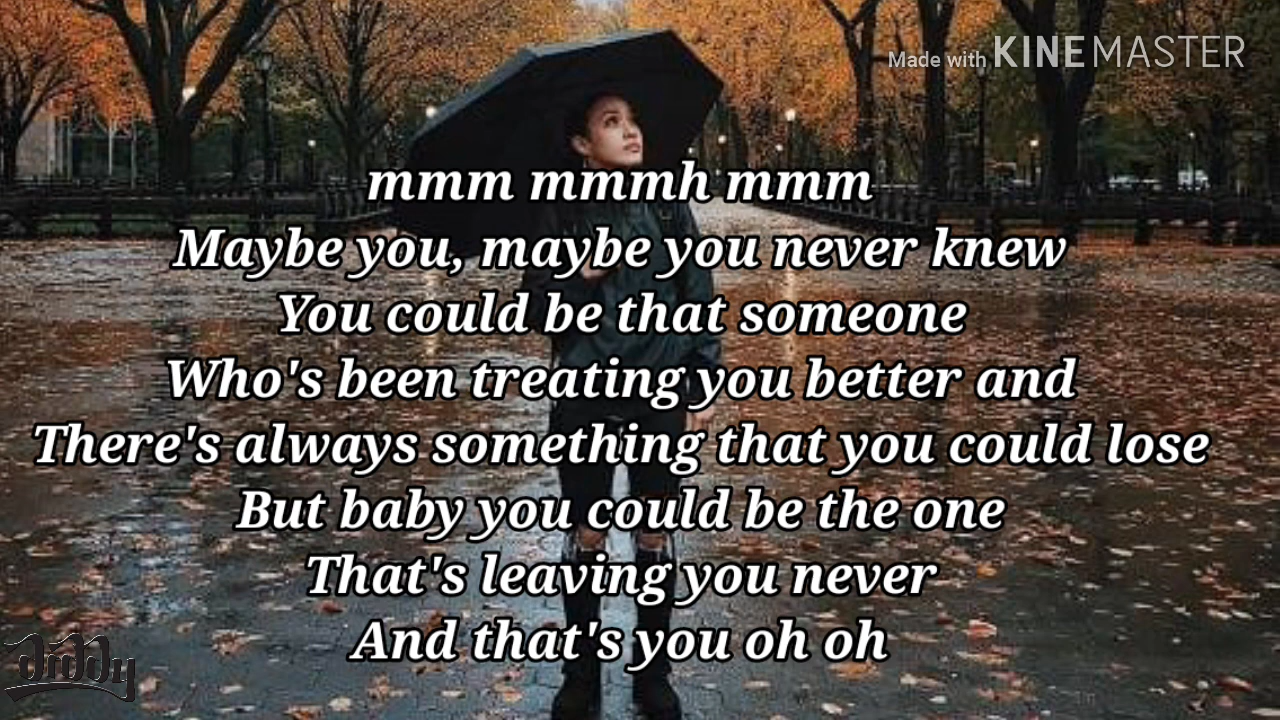 Made with KINEMASTER
mmm mmmh mmm
Maybe you, maybe you never knew
You could be that someone
Who's been treating you better and
There's always something that you could lose
But baby you could be the one
That's leaving you never
And that's you oh oh
Diddy